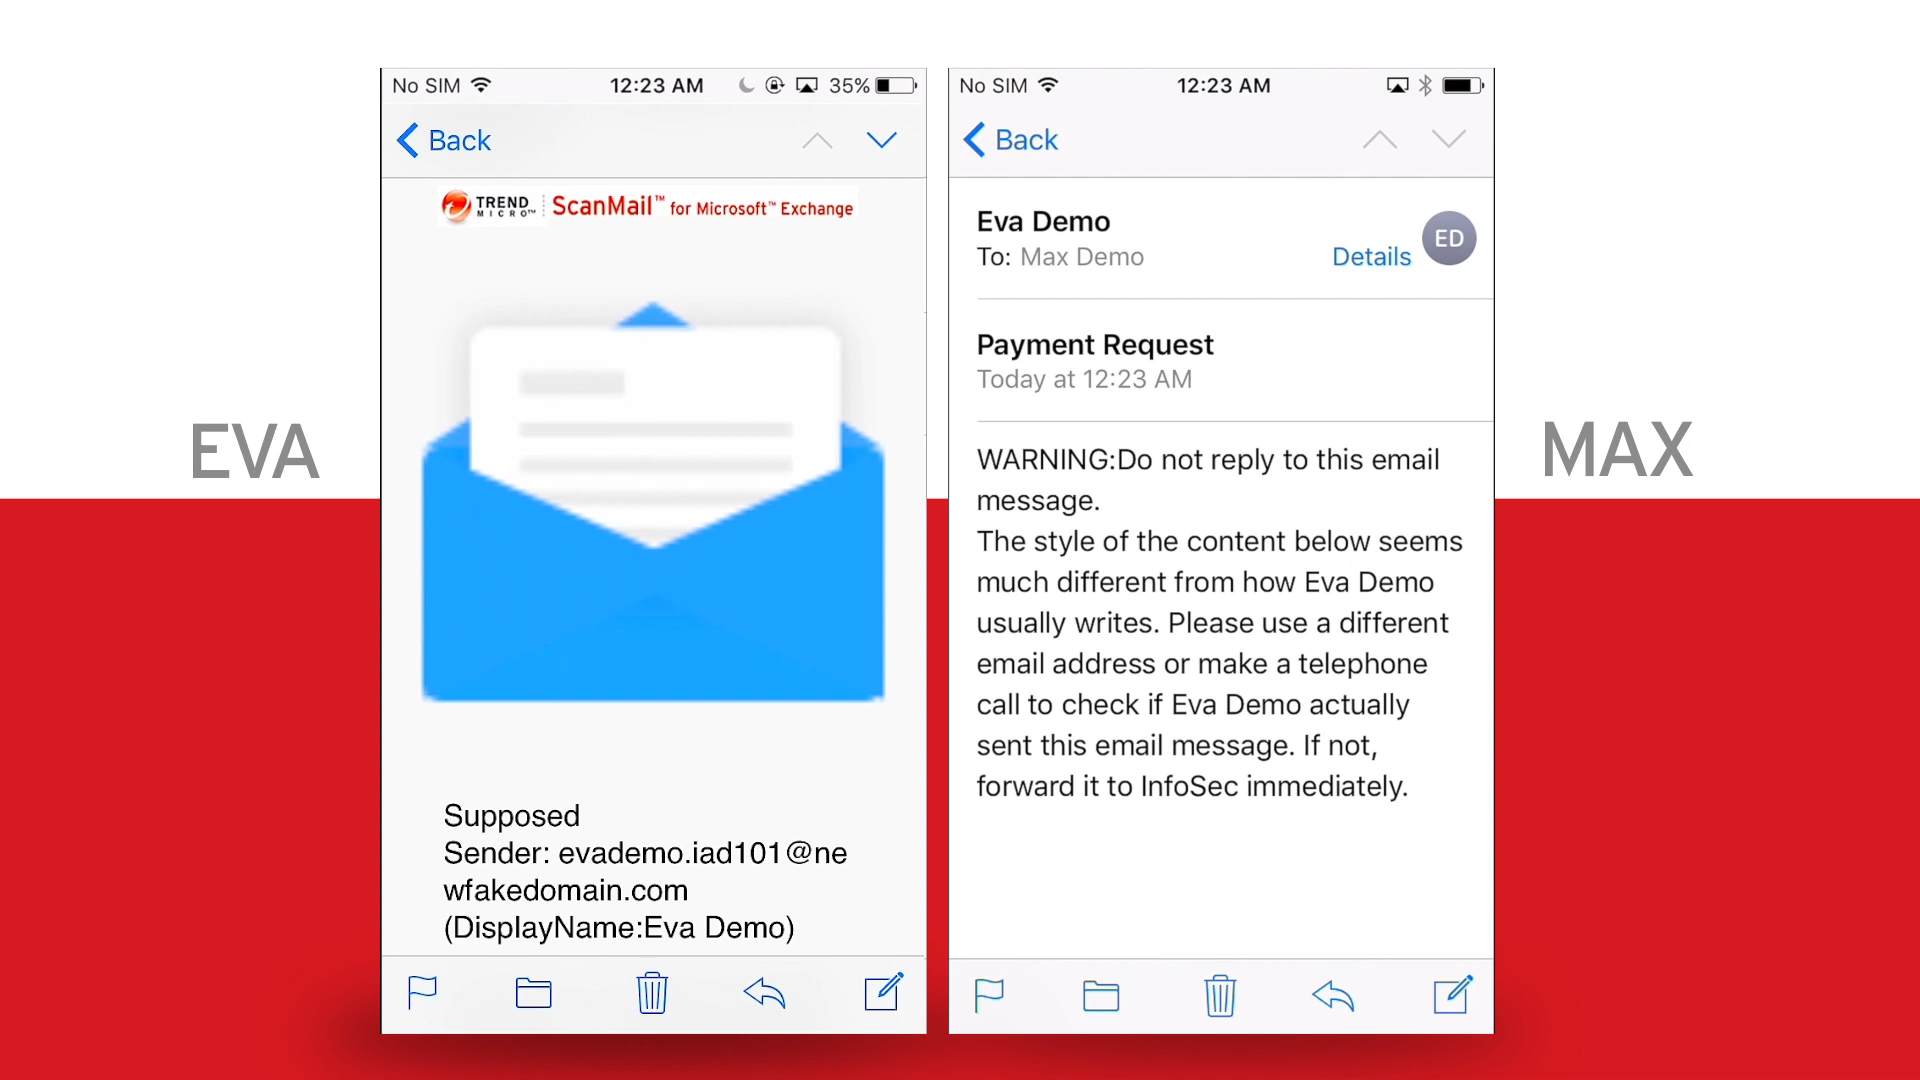 EVA
No SIM 12:23 AM 35%
Back
TREND MICRO™ ScanMail™ for Microsoft™ Exchange
Supposed
Sender: evademo.iad101@ne
wfakedomain.com
(DisplayName:Eva Demo)
No SIM 12:23 AM
Back
Eva Demo
To: Max Demo Details ED
Payment Request
Today at 12:23 AM
WARNING:Do not reply to this email
message.
The style of the content below seems
much different from how Eva Demo
usually writes. Please use a different
email address or make a telephone
call to check if Eva Demo actually
sent this email message. If not,
forward it to InfoSec immediately.
MAX